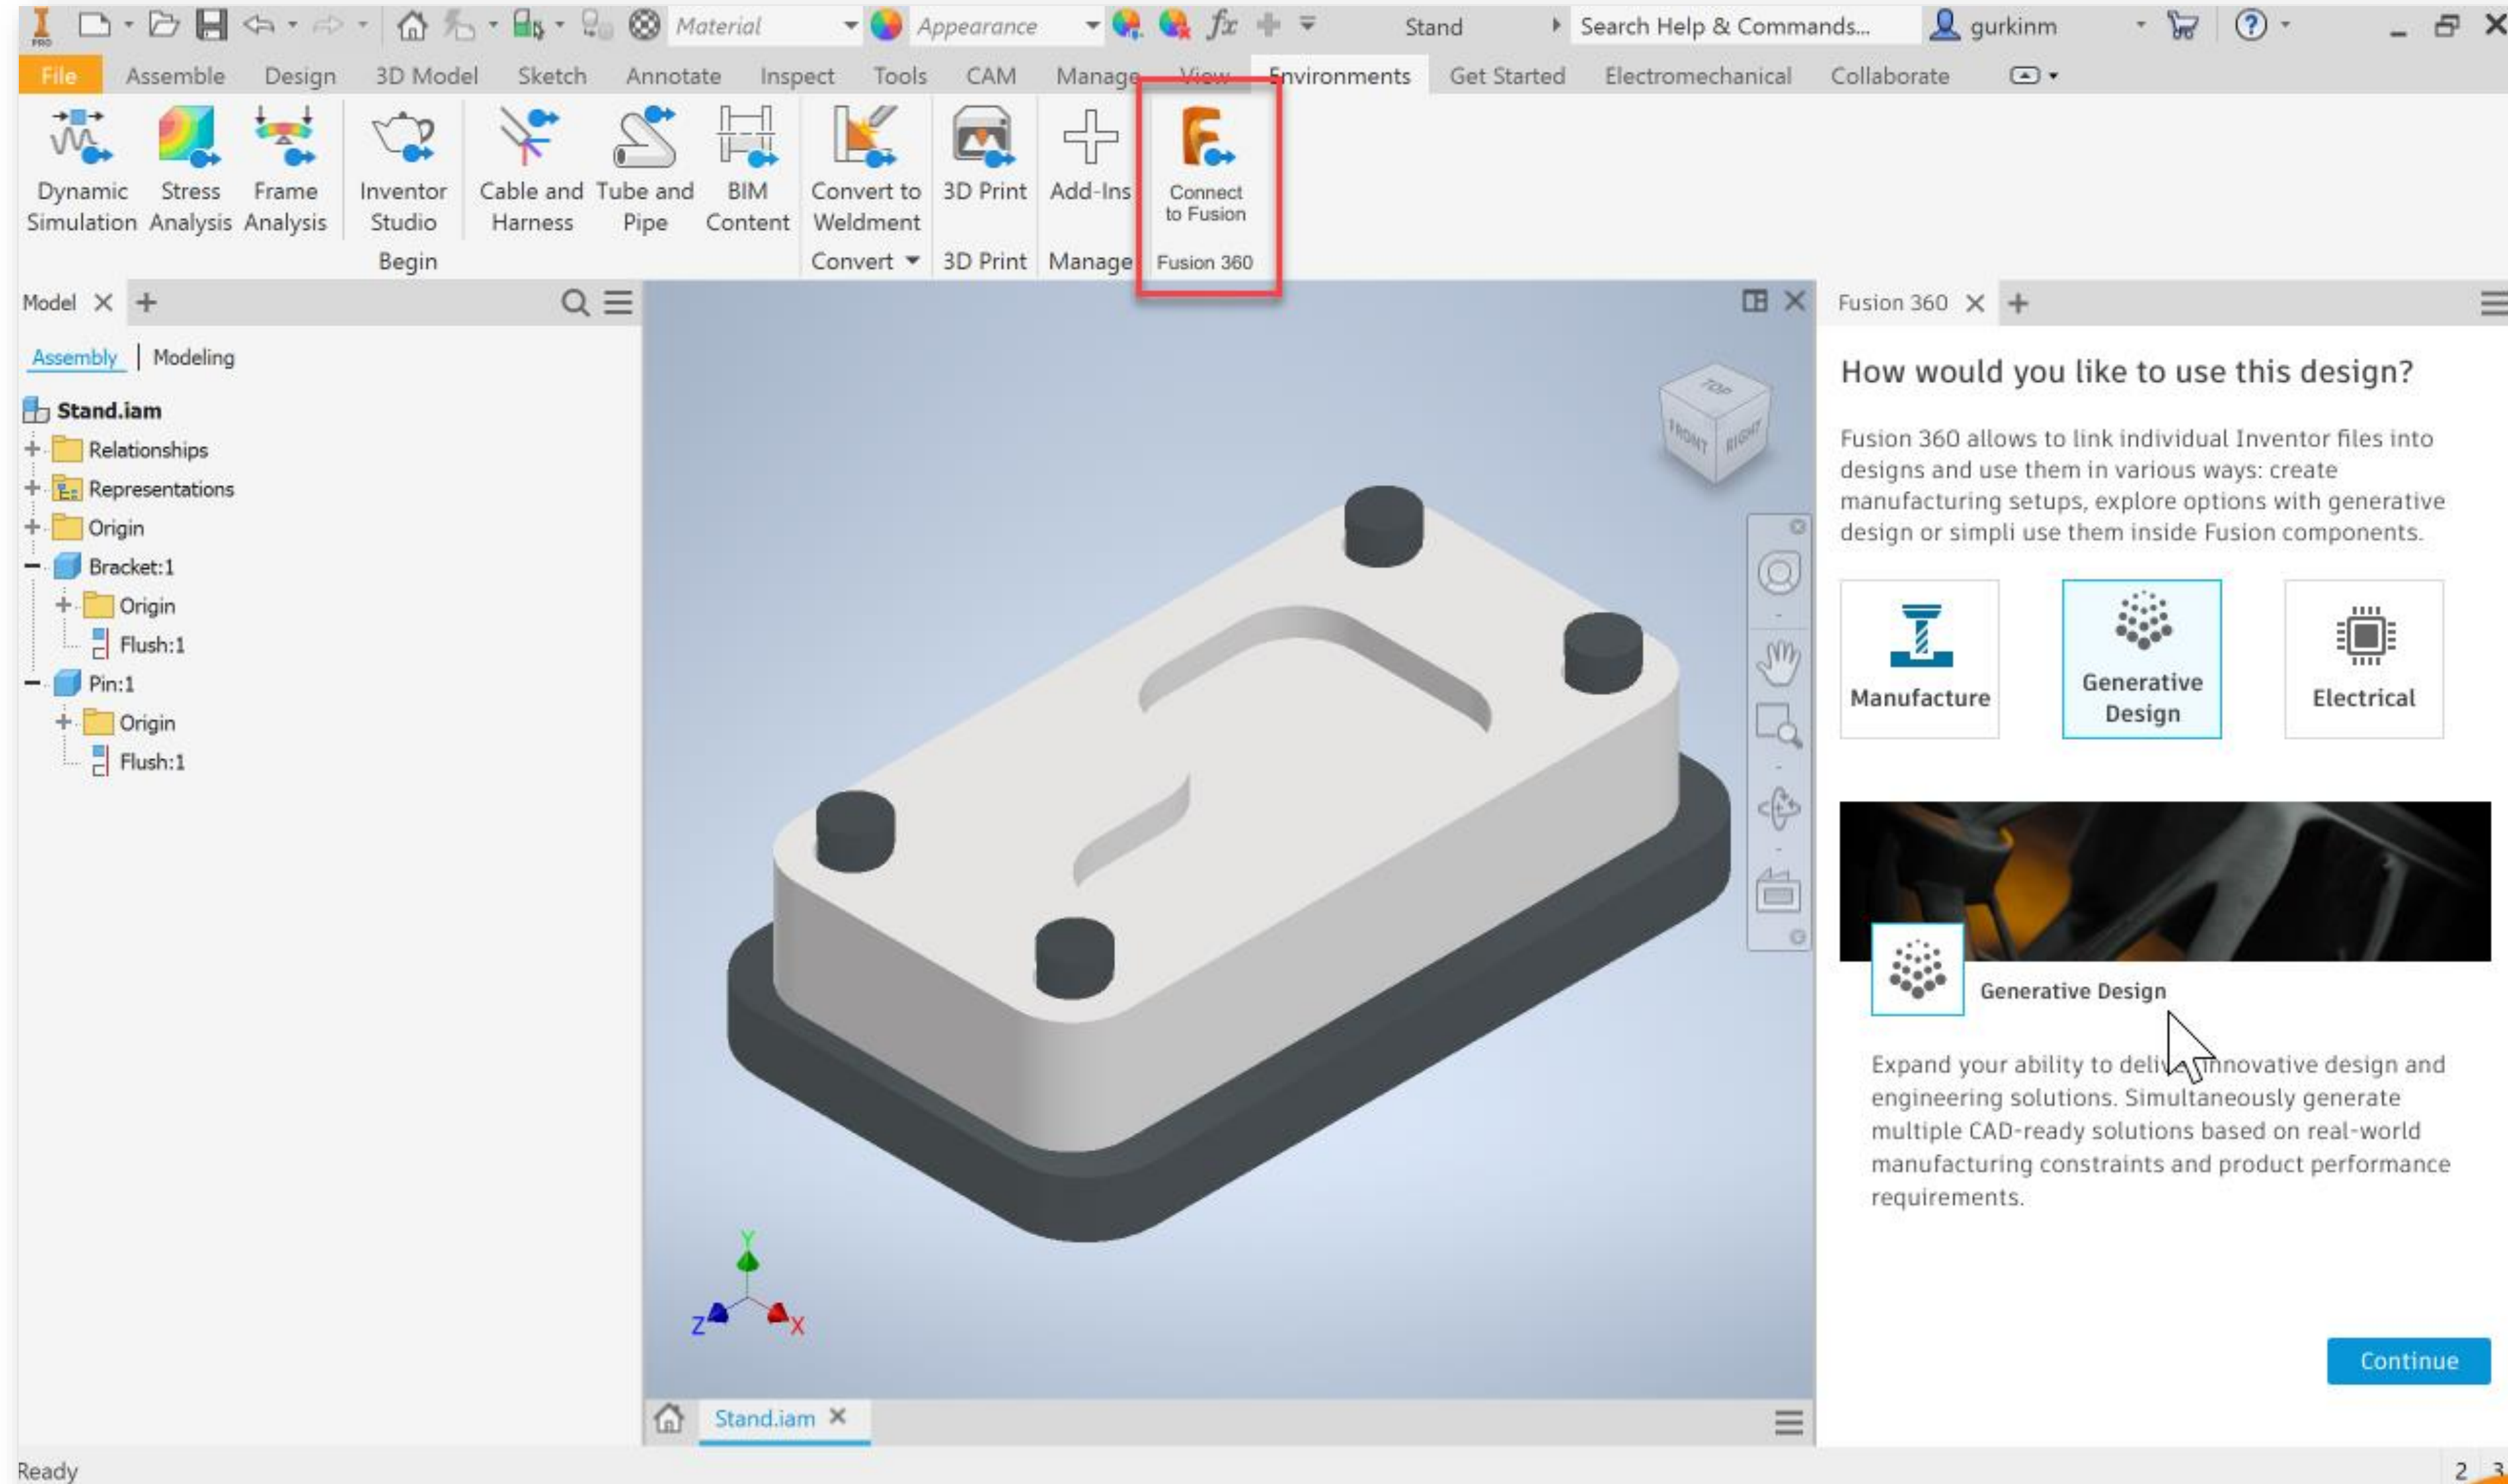 PRO
Material
Appearance
fx
Stand
Search Help & Commands...
gurkinm
?
File
Assemble
Design
3D Model
Sketch
Annotate
Inspect
Tools
CAM
Manage
View
Environments
Get Started
Electromechanical
Collaborate
Dynamic
Simulation
Stress
Analysis
Frame
Analysis
Inventor
Studio
Cable and
Harness
Tube and
Pipe
BIM
Content
Convert to
Weldment
3D Print
Add-Ins
Connect
to Fusion
Begin
Convert
3D Print
Manage
Fusion 360
Model
Assembly | Modeling
Stand.iam
Relationships
Representations
Origin
Bracket:1
Origin
Flush:1
Pin:1
Origin
Flush:1
TOP
FRONT
RIGHT
Y
Z
X
Stand.iam
Fusion 360
How would you like to use this design?
Fusion 360 allows to link individual Inventor files into
designs and use them in various ways: create
manufacturing setups, explore options with generative
design or simpli use them inside Fusion components.
Manufacture
Generative
Design
Electrical
Generative Design
Expand your ability to deliver innovative design and
engineering solutions. Simultaneously generate
multiple CAD-ready solutions based on real-world
manufacturing constraints and product performance
requirements.
Continue
Ready
2 3